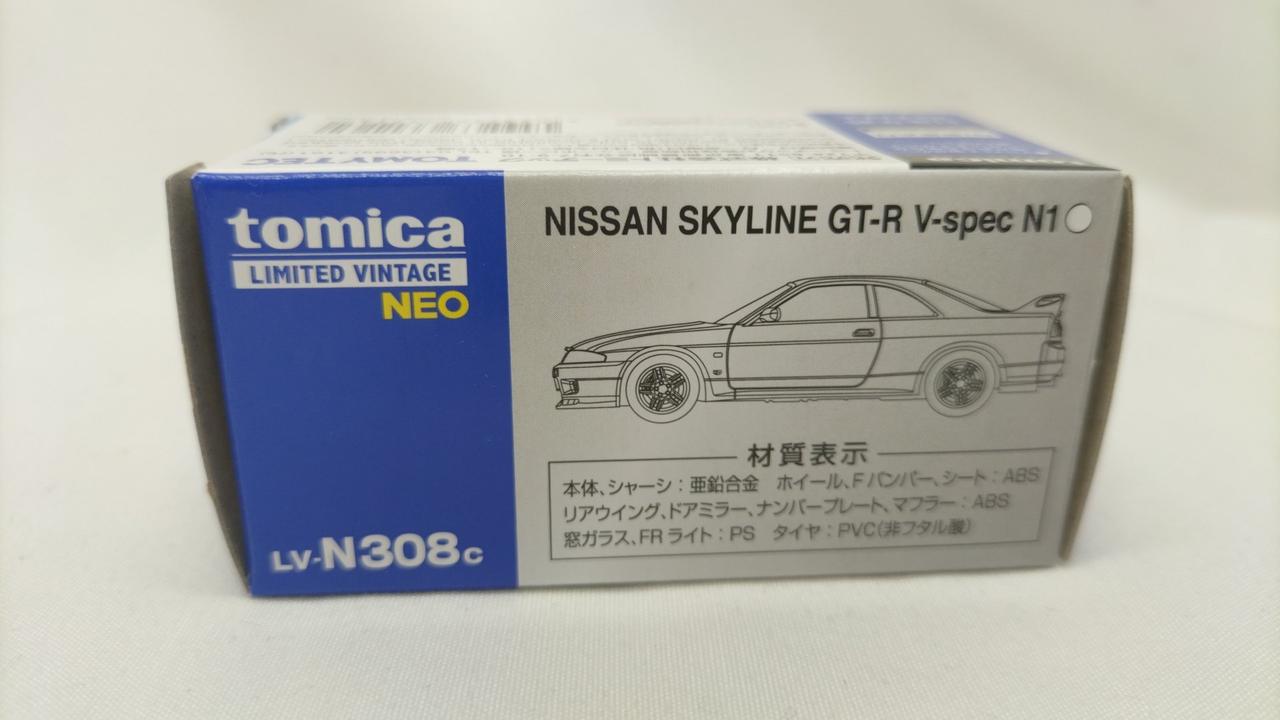 TOMYTEC
tomica
LIMITED VINTAGE
NEO
LV-N308c
NISSAN SKYLINE GT-R V-spec N1
材質表示
本体、シャーシ：亜鉛合金 ホイール、Fバンパー、シート：ABS
リアウイング、ドアミラー、ナンバープレート、マフラー：ABS
窓ガラス、FRライト：PS タイヤ：PVC(非フタル酸)